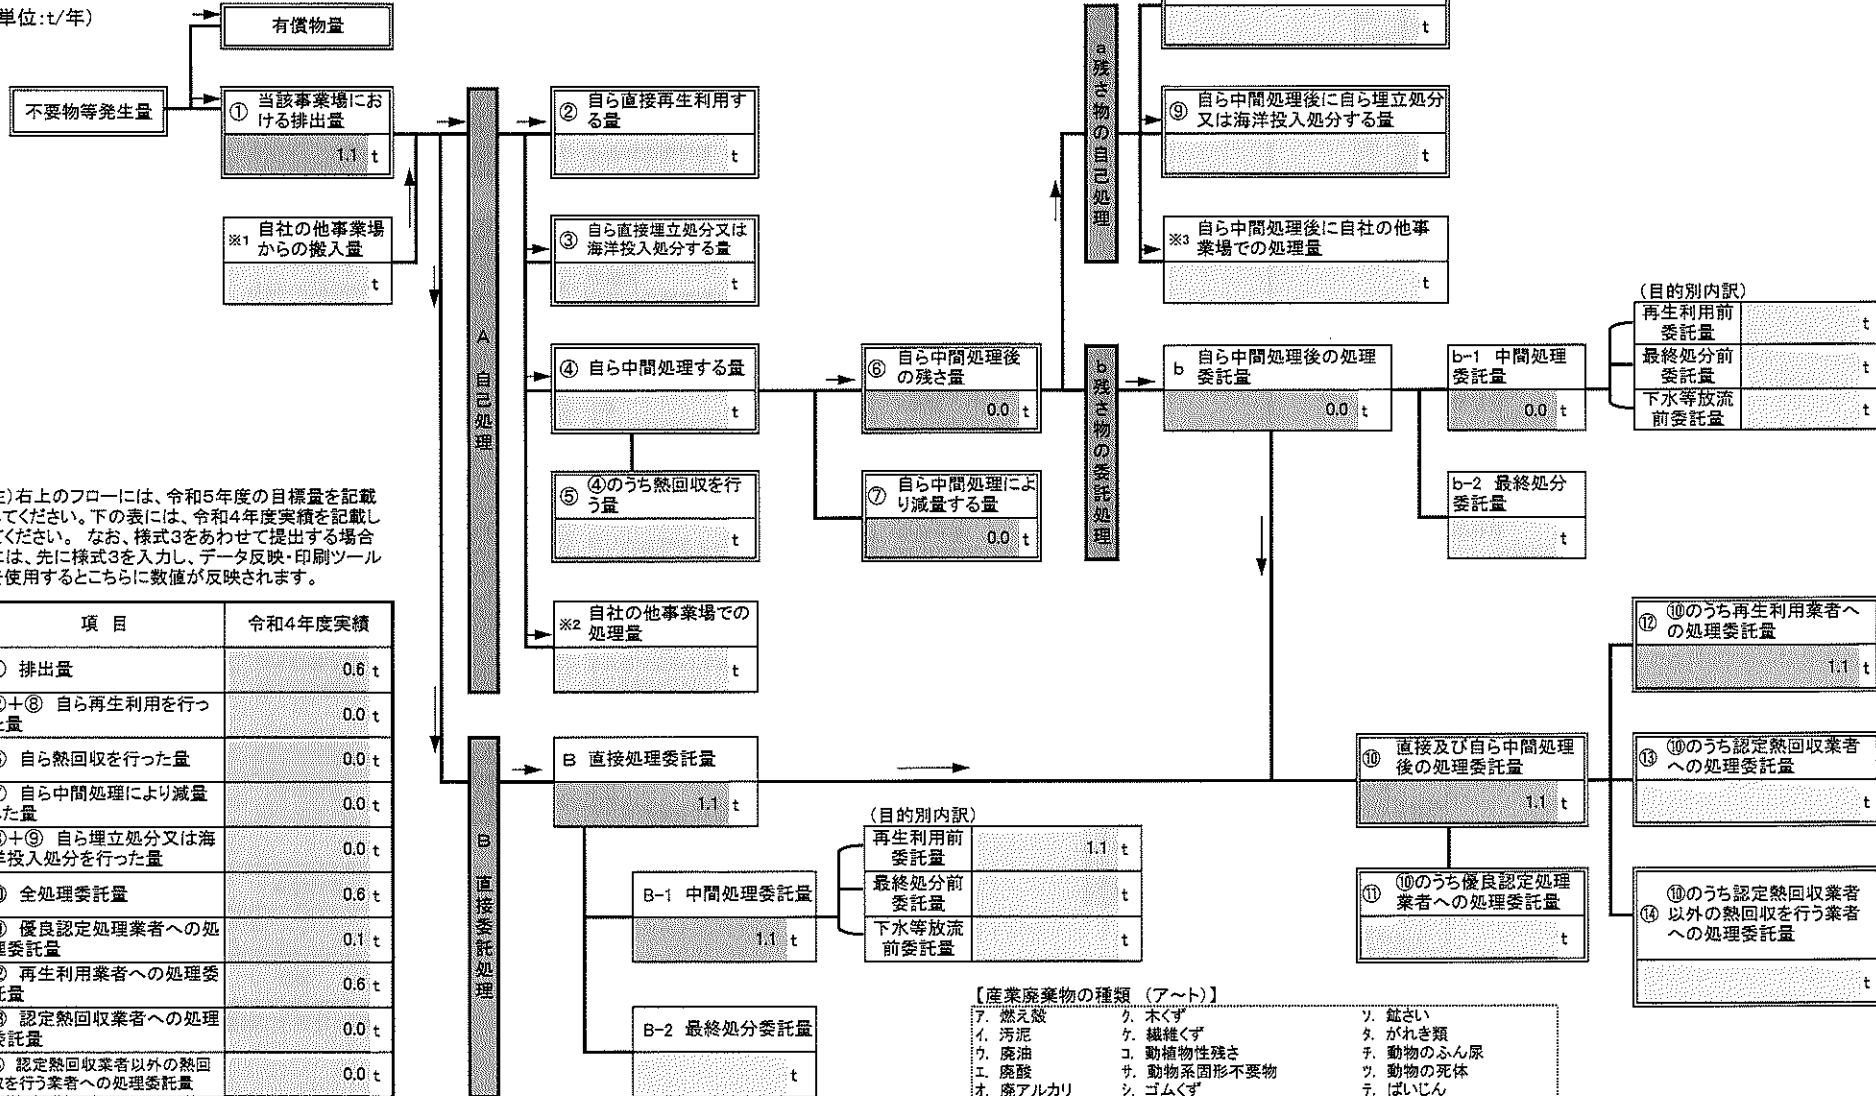 単位:t/年)
有償物量
不要物等発生量
① 当該事業場にお
ける排出量
1.1 t
※1 自社の他事業場
からの搬入量
t
A 自己処理
② 自ら直接再生利用す
る量
t
③ 自ら直接埋立処分又は
海洋投入処分する量
t
④ 自ら中間処理する量
t
⑤ ④のうち熱回収を行
う量
t
※2 自社の他事業場での
処理量
t
⑥ 自ら中間処理後
の残さ量
0.0 t
⑦ 自ら中間処理によ
り減量する量
0.0 t
a 残さ物の自己処理
t
⑨ 自ら中間処理後に自ら埋立処分
又は海洋投入処分する量
t
※3 自ら中間処理後に自社の他事
業場での処理量
t
b 残さ物の委託処理
b 自ら中間処理後の処理
委託量
0.0 t
b-1 中間処理
委託量
0.0 t
(目的別内訳)
再生利用前
委託量
t
最終処分前
委託量
t
下水等放流
前委託量
t
b-2 最終処分
委託量
t
)右上のフローには、令和5年度の目標量を記載
てください。下の表には、令和4年度実績を記載し
ください。 なお、様式3をあわせて提出する場合
は、先に様式3を入力し、データ反映・印刷ツール
使用するとこちらに数値が反映されます。
項 目 令和4年度実績
排出量 0.6 t
+⑧ 自ら再生利用を行っ
量 0.0 t
自ら熱回収を行った量 0.0 t
自ら中間処理により減量
た量 0.0 t
+⑨ 自ら埋立処分又は海
投入処分を行った量 0.0 t
全処理委託量 0.6 t
優良認定処理業者への処
委託量 0.1 t
再生利用業者への処理委
量 0.6 t
認定熱回収業者への処理
託量 0.0 t
認定熱回収業者以外の熱回
を行う業者への処理委託量 0.0 t
B 直接委託処理
B 直接処理委託量
1.1 t
B-1 中間処理委託量
1.1 t
(目的別内訳)
再生利用前
委託量
1.1 t
最終処分前
委託量
t
下水等放流
前委託量
t
B-2 最終処分委託量
t
⑩ 直接及び自ら中間処理
後の処理委託量
1.1 t
⑪ ⑩のうち優良認定処理
業者への処理委託量
t
⑫ ⑩のうち再生利用業者へ
の処理委託量
1.1 t
⑬ ⑩のうち認定熱回収業者
への処理委託量
t
⑭ ⑩のうち認定熱回収業者
以外の熱回収を行う業者
への処理委託量
t
【産業廃棄物の種類 (ア～ト)】
ア. 燃え殻 ク. 木くず ソ. 鉱さい
イ. 汚泥 ケ. 繊維くず タ. がれき類
ウ. 廃油 コ. 動植物性残さ チ. 動物のふん尿
エ. 廃酸 サ. 動物系固形不要物 ツ. 動物の死体
オ. 廃アルカリ シ. ゴムくず テ. ばいじん